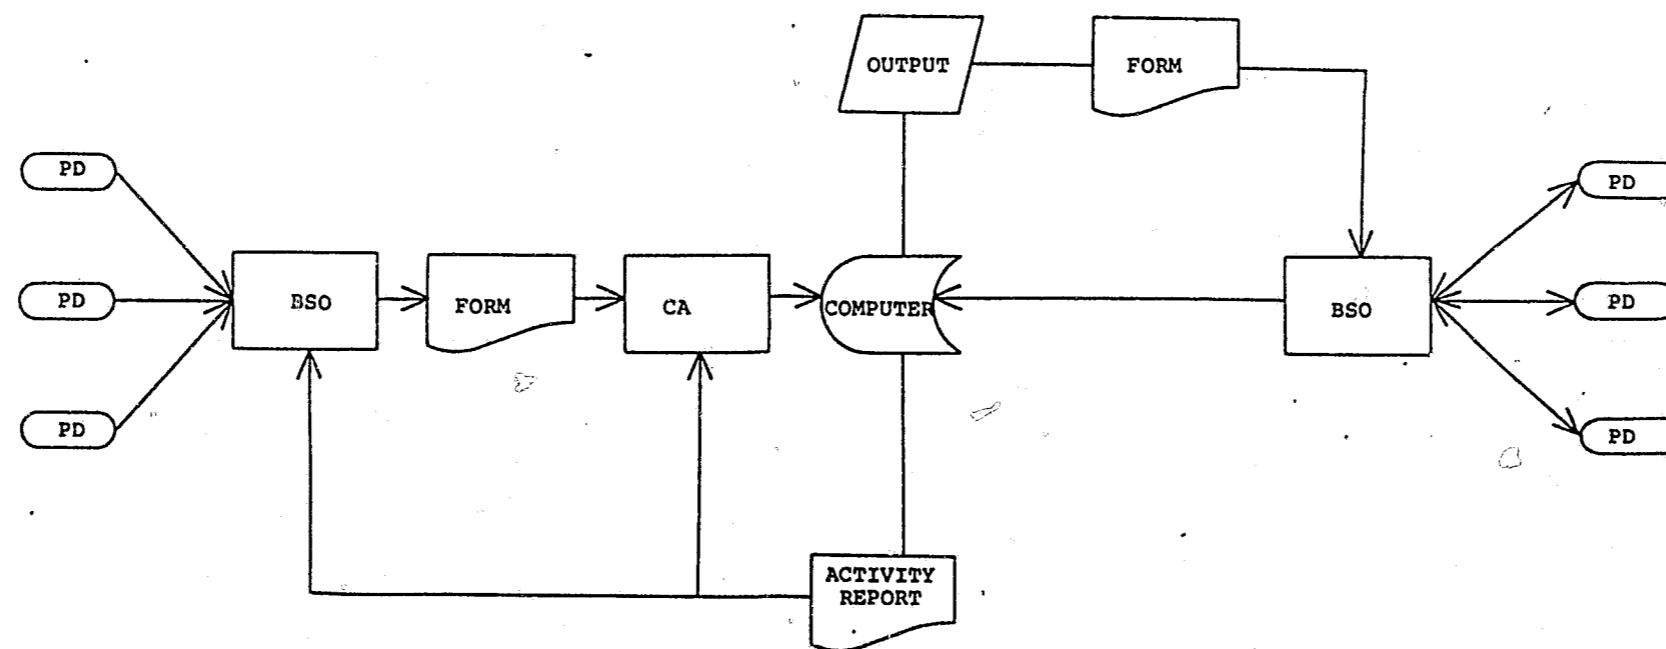 OUTPUT
FORM
PD
PD
BSO
FORM
CA
COMPUTER
BSO
PD
PD
PD
PD
ACTIVITY
REPORT